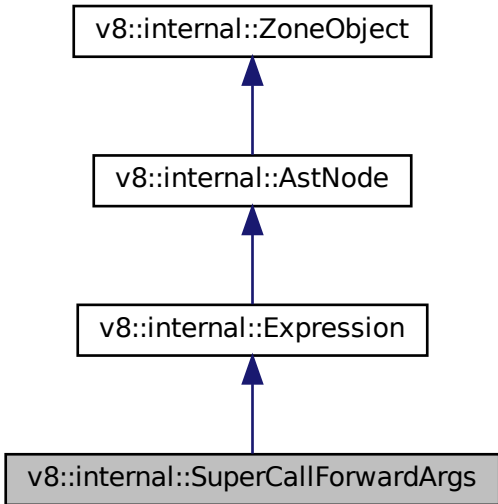 v8::internal::ZoneObject
v8::internal::AstNode
v8::internal::Expression
v8::internal::SuperCallForwardArgs